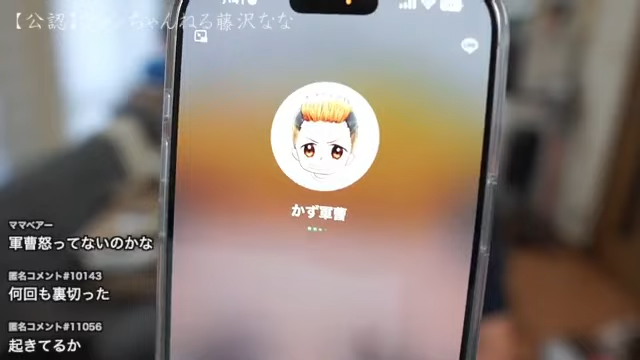 【公認】
ちゃんねる藤沢なな
LINE
かず軍曹
ママベアー
軍曹怒ってないのかな
匿名コメント#10143
何回も裏切った
匿名コメント#11056
起きてるか